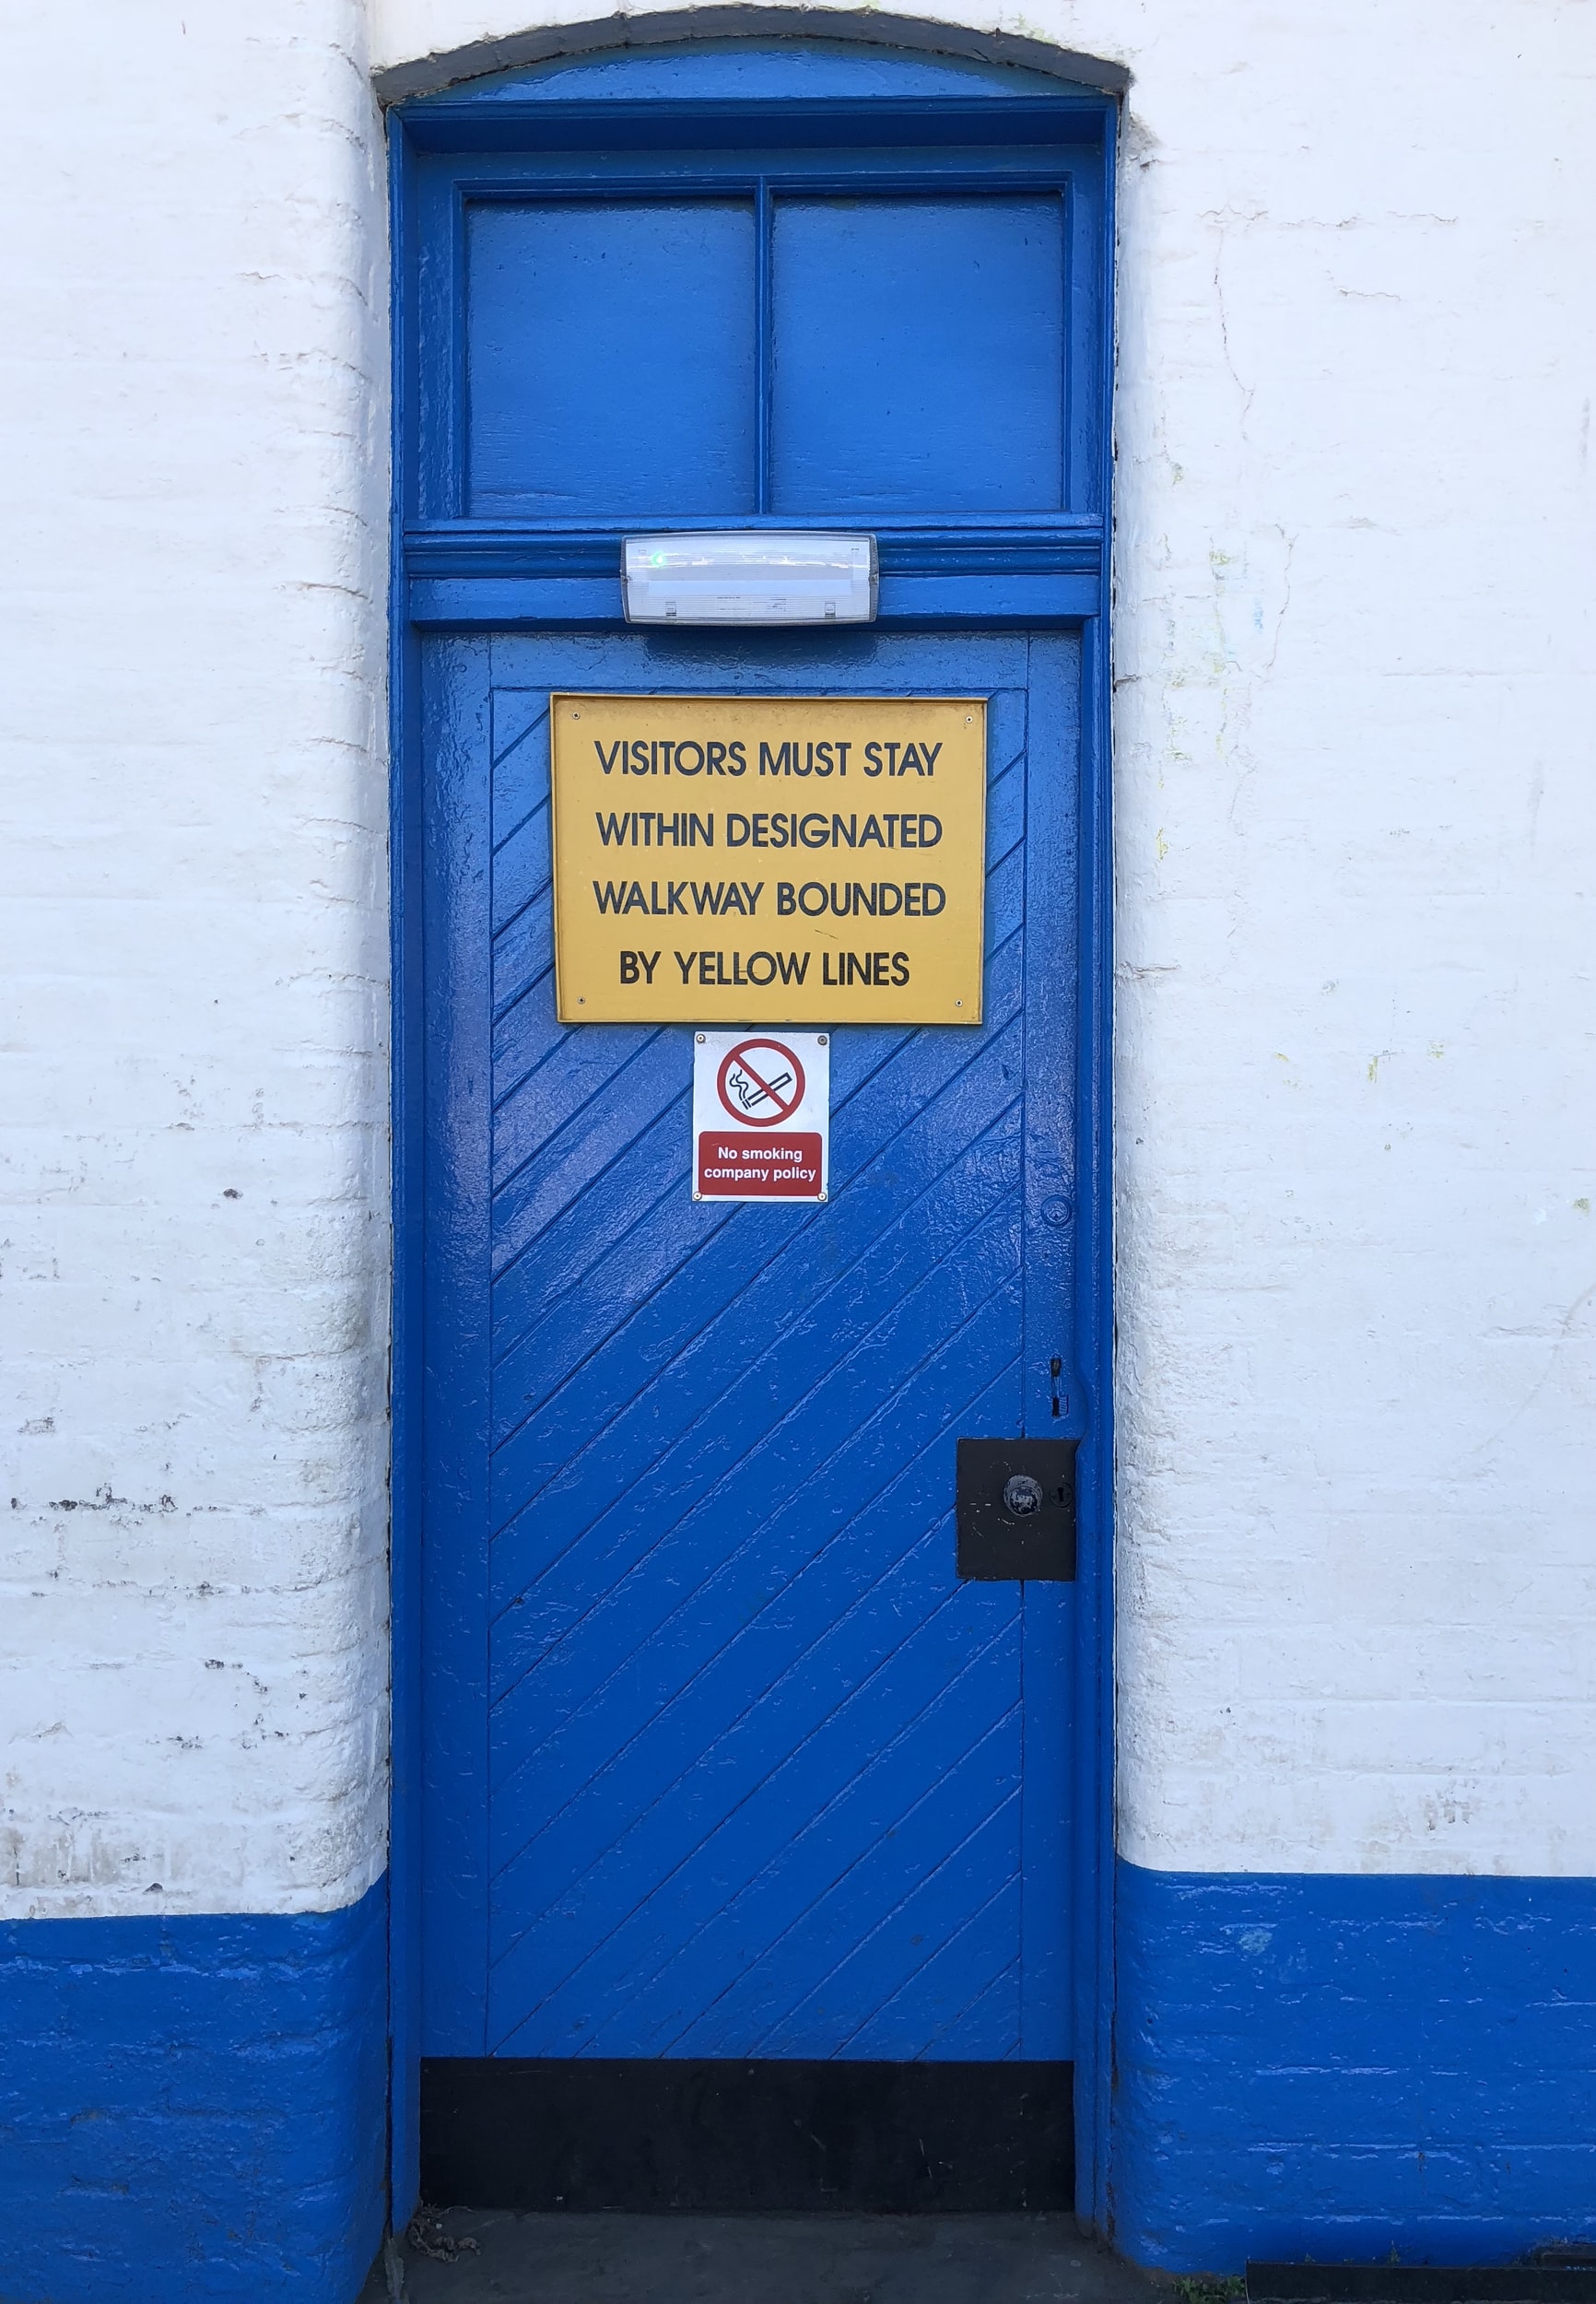 VISITORS MUST STAY
WITHIN DESIGNATED
WALKWAY BOUNDED
BY YELLOW LINES
No smoking
company policy